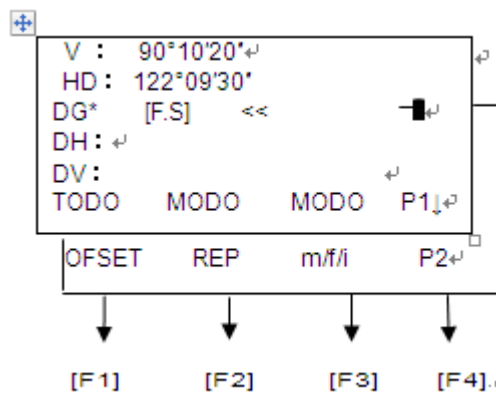 V : 90°10'20"
HD : 122°09'30"
DG* [F.S] <<
DH :
DV :
TODO MODO MODO P1↓
OFSET REP m/f/i P2
[F1] [F2] [F3] [F4].